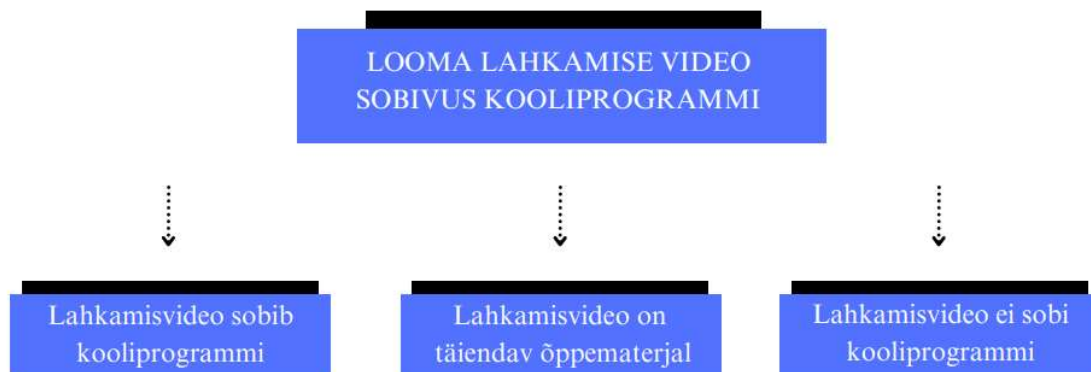 LOOMA LAHKAMISE VIDEO
SOBIVUS KOOLIPROGRAMMI
Lahkamisvideo sobib
kooliprogrammi
Lahkamisvideo on
täiendav õppematerjal
Lahkamisvideo ei sobi
kooliprogrammi